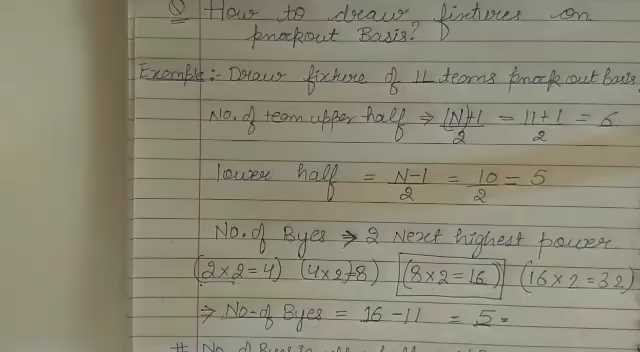 Q How to draw fixtures on
knockout Basis?
Example:- Draw fixture of 11 teams knock out basis.
No. of team upper half ⇒ (N)+1/2 = 11+1/2 = 6
lower half = N-1/2 = 10/2 = 5
No. of Byes ⇒ 2 Next highest power
(2×2=4) (4×2=8) (8×2=16) (16×2=32)
⇒ No. of Byes = 16-11 = 5.